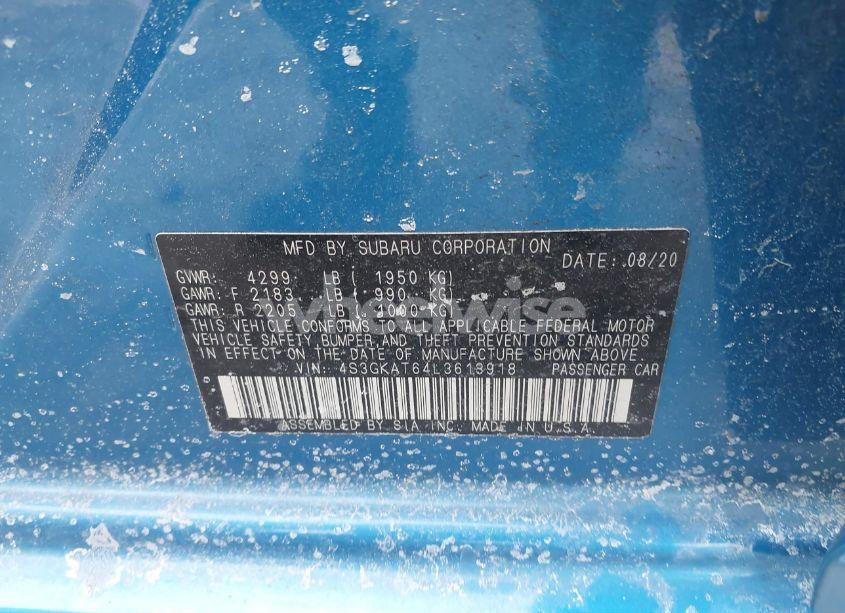 MFD BY SUBARU CORPORATION DATE: 08/20
GVWR: 4299 LB ( 1950 KG)
GAWR: F 2183 LB ( 990 KG)
GAWR: R 2205 LB ( 1000 KG)
THIS VEHICLE CONFORMS TO ALL APPLICABLE FEDERAL MOTOR
VEHICLE SAFETY BUMPER, AND THEFT PREVENTION STANDARDS
IN EFFECT ON THE DATE OF MANUFACTURE SHOWN ABOVE.
VIN: 4S3GKAT64L3613918 PASSENGER CAR
ASSEMBLED BY SIA INC. MADE IN U.S.A.